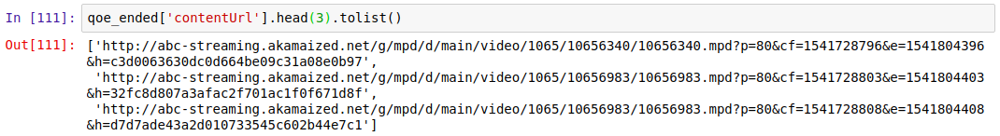 In [111]: qoe_ended['contentUrl'].head(3).tolist()
Out[111]: ['http://abc-streaming.akamaized.net/g/mpd/d/main/video/1065/10656340/10656340.mpd?p=80&cf=1541728796&e=1541804396
&h=c3d0063630dc0d664be09c31a08e0b97',
 'http://abc-streaming.akamaized.net/g/mpd/d/main/video/1065/10656983/10656983.mpd?p=80&cf=1541728803&e=1541804403
&h=32fc8d807a3afac2f701ac1f0f671d8f',
 'http://abc-streaming.akamaized.net/g/mpd/d/main/video/1065/10656983/10656983.mpd?p=80&cf=1541728808&e=1541804408
&h=d7d7ade43a2d010733545c602b44e7c1']